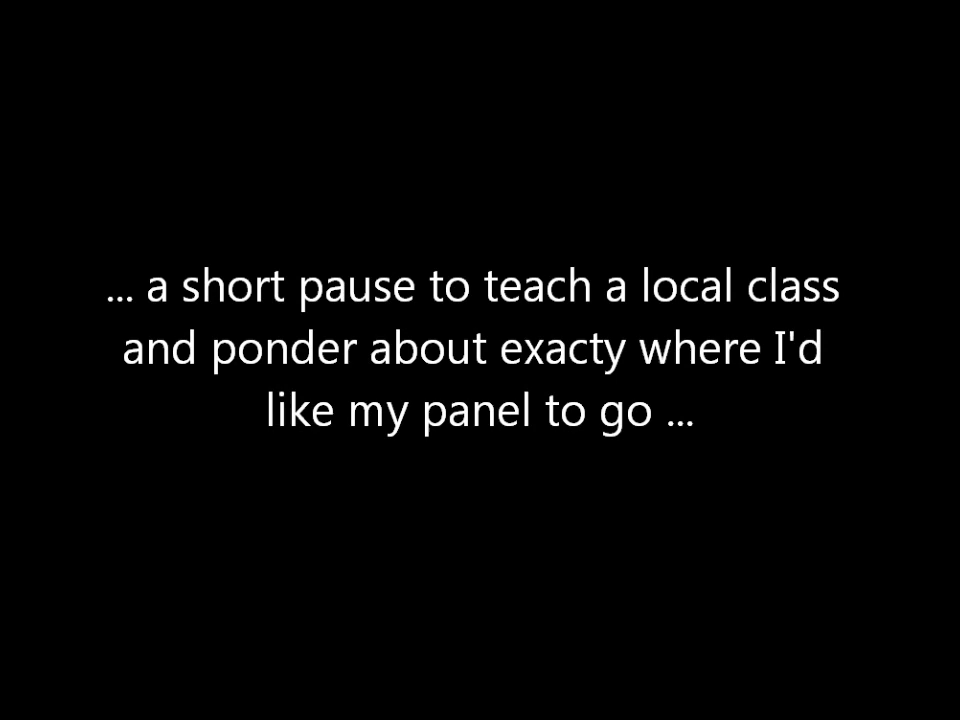 ... a short pause to teach a local class
and ponder about exacty where I'd
like my panel to go ...